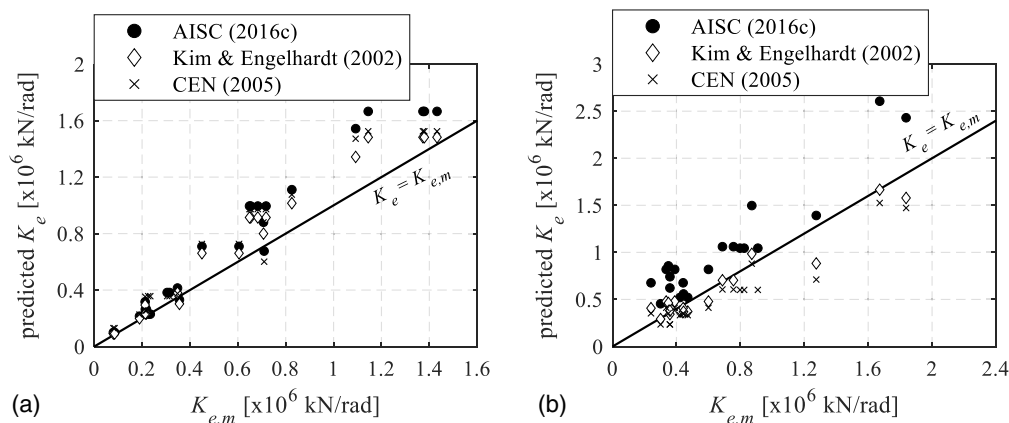 AISC (2016c)
Kim & Engelhardt (2002)
CEN (2005)
2
1.6
1.2
0.8
0.4
0
predicted K_e [x10^6 kN/rad]
K_e = K_{e,m}
0 0.2 0.4 0.6 0.8 1 1.2 1.4 1.6
K_{e,m} [x10^6 kN/rad]
(a)
AISC (2016c)
Kim & Engelhardt (2002)
CEN (2005)
3
2.5
2
1.5
1
0.5
0
predicted K_e [x10^6 kN/rad]
K_e = K_{e,m}
0 0.4 0.8 1.2 1.6 2 2.4
K_{e,m} [x10^6 kN/rad]
(b)